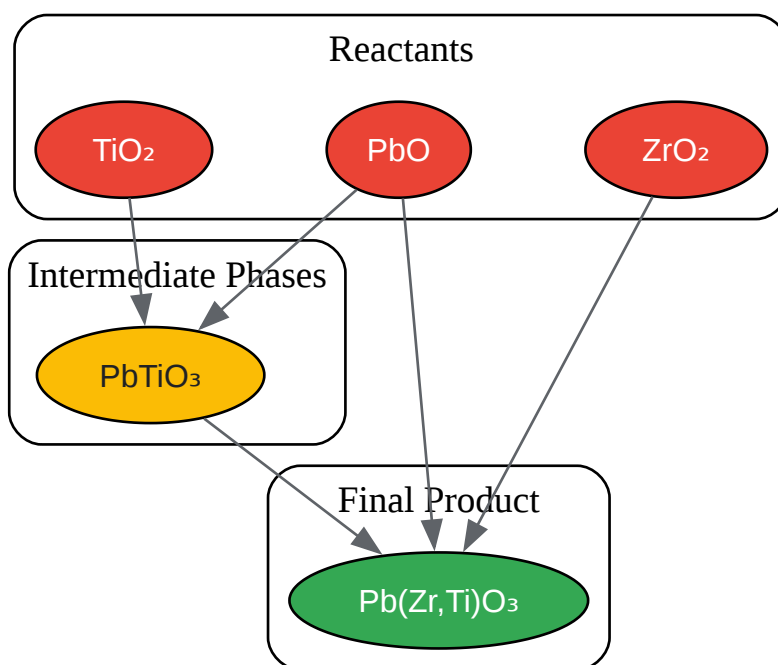 Reactants
TiO₂
PbO
ZrO₂
Intermediate Phases
PbTiO₃
Final Product
Pb(Zr,Ti)O₃